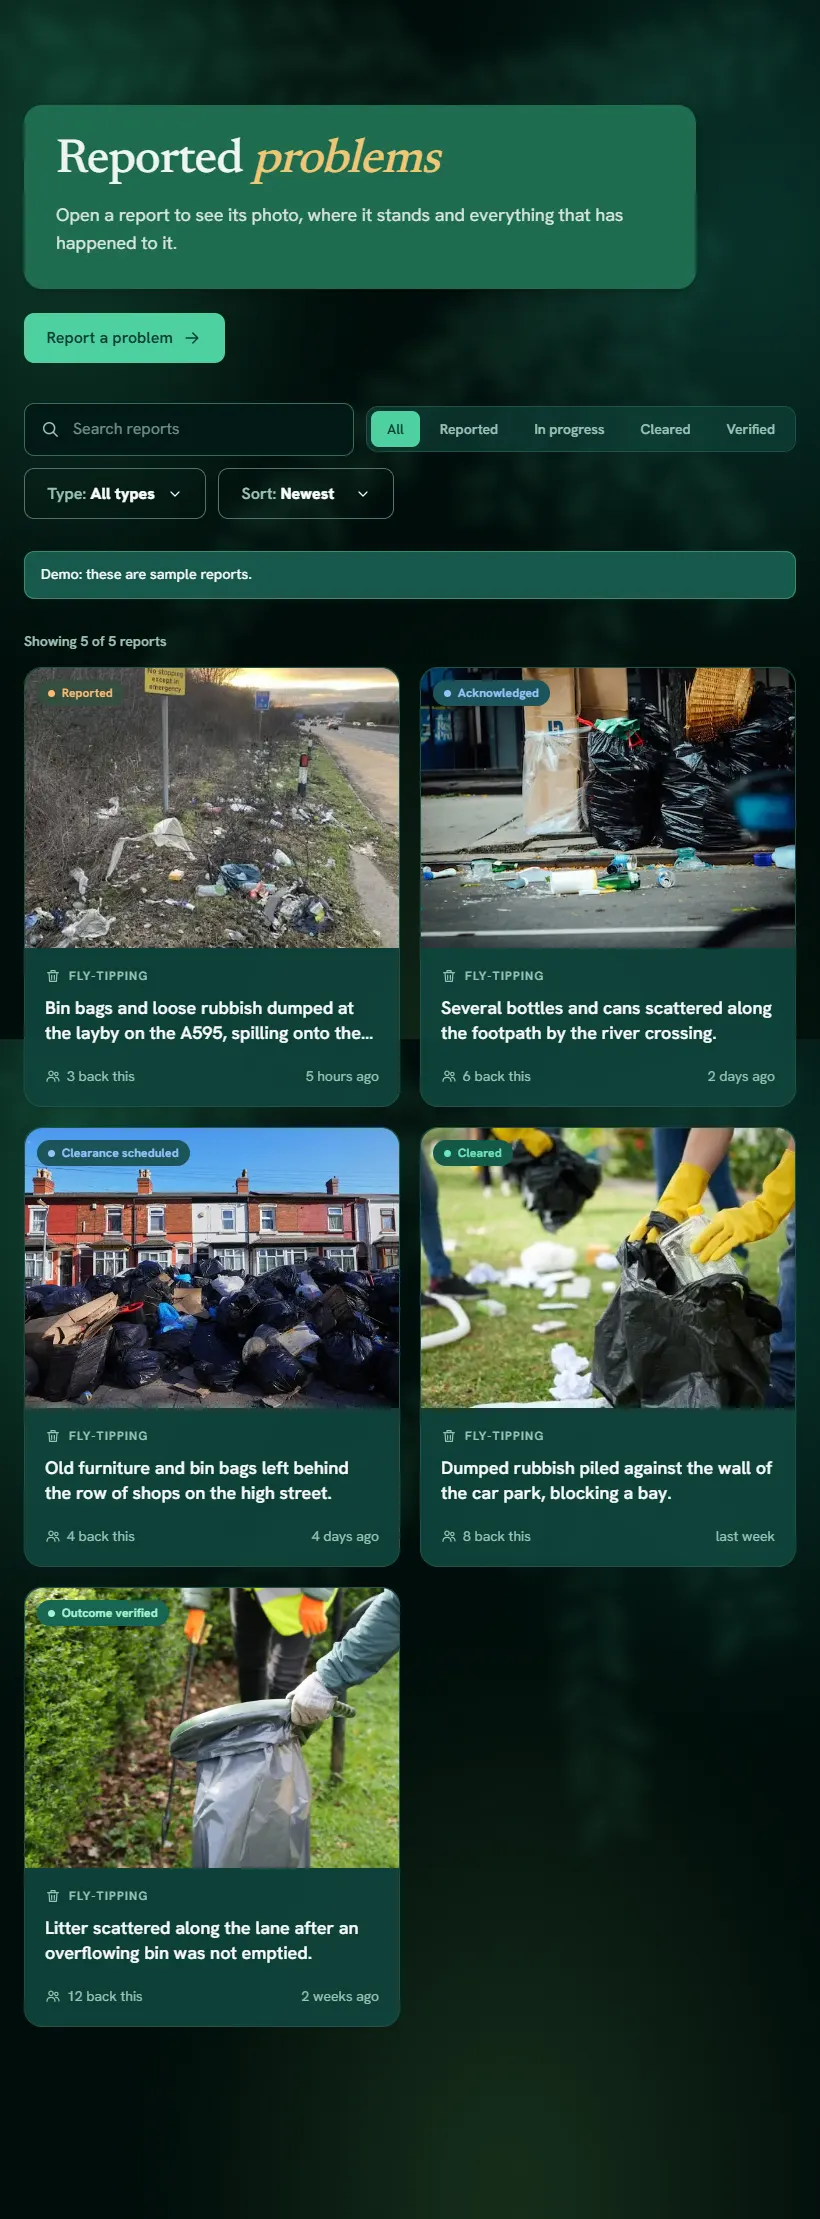 Reported problems
Open a report to see its photo, where it stands and everything that has
happened to it.
Report a problem
Search reports
All
Reported
In progress
Cleared
Verified
Type: All types
Sort: Newest
Demo: these are sample reports.
Showing 5 of 5 reports
No stopping
except in
emergency
Reported
Acknowledged
FLY-TIPPING
Bin bags and loose rubbish dumped at
the layby on the A595, spilling onto the...
3 back this
5 hours ago
FLY-TIPPING
Several bottles and cans scattered along
the footpath by the river crossing.
6 back this
2 days ago
Clearance scheduled
Cleared
FLY-TIPPING
Old furniture and bin bags left behind
the row of shops on the high street.
4 back this
4 days ago
FLY-TIPPING
Dumped rubbish piled against the wall of
the car park, blocking a bay.
8 back this
last week
Outcome verified
FLY-TIPPING
Litter scattered along the lane after an
overflowing bin was not emptied.
12 back this
2 weeks ago